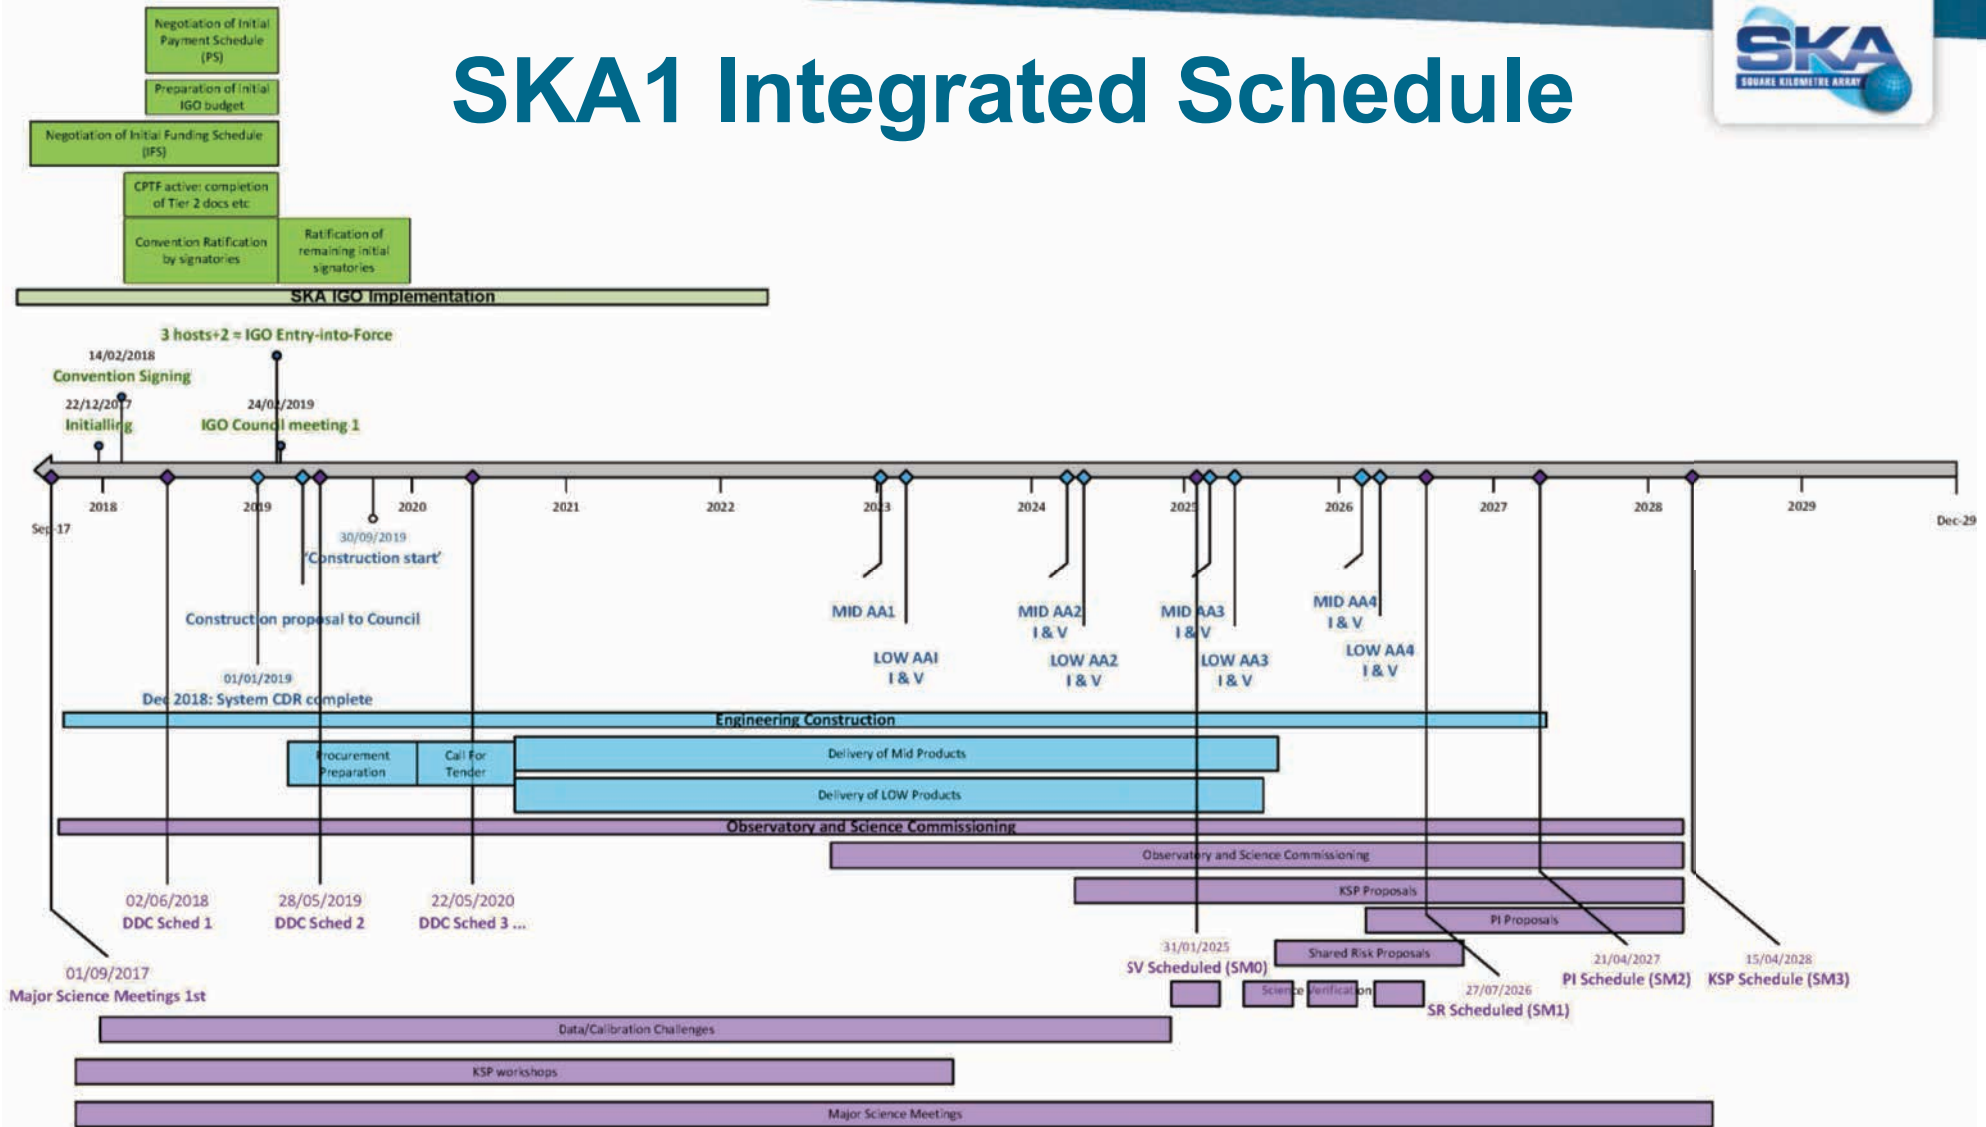 SKA1 Integrated Schedule
SKA
SQUARE KILOMETRE ARRAY
Negotiation of Initial
Payment Schedule
(PS)
Preparation of Initial
IGO budget
Negotiation of Initial Funding Schedule
(IFS)
CPTF active: completion
of Tier 2 docs etc
Convention Ratification
by signatories
Ratification of
remaining initial
signatories
SKA IGO Implementation
3 hosts+2 = IGO Entry-into-Force
14/02/2018
Convention Signing
22/12/2017
Initialling
24/02/2019
IGO Council meeting 1
2018
2019
2020
2021
2022
2023
2024
2025
2026
2027
2028
2029
Sep-17
Dec-29
30/09/2019
'Construction start'
Construction proposal to Council
01/01/2019
Dec 2018: System CDR complete
MID AA1
LOW AAI
I & V
MID AA2
I & V
LOW AA2
I & V
MID AA3
I & V
LOW AA3
I & V
MID AA4
I & V
LOW AA4
I & V
Engineering Construction
Procurement
Preparation
Call For
Tender
Delivery of Mid Products
Delivery of LOW Products
Observatory and Science Commissioning
Observatory and Science Commissioning
KSP Proposals
PI Proposals
Shared Risk Proposals
Science Verification
02/06/2018
DDC Sched 1
28/05/2019
DDC Sched 2
22/05/2020
DDC Sched 3 ...
01/09/2017
Major Science Meetings 1st
31/01/2025
SV Scheduled (SM0)
27/07/2026
SR Scheduled (SM1)
21/04/2027
PI Schedule (SM2)
15/04/2028
KSP Schedule (SM3)
Data/Calibration Challenges
KSP workshops
Major Science Meetings